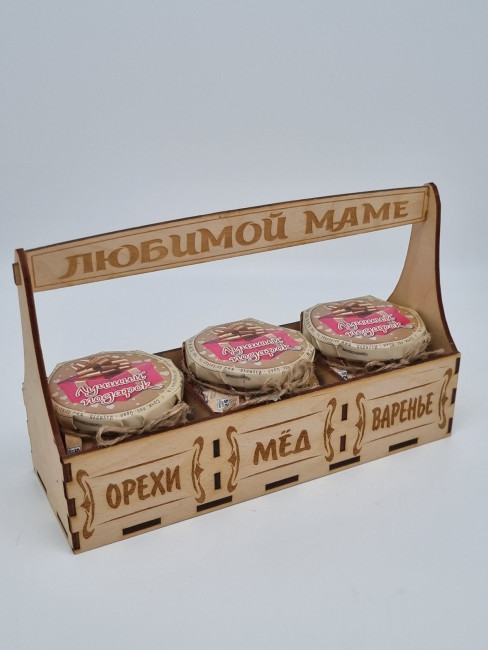 ЛЮБИМОЙ МАМЕ
Лучший
подарок
Лучший
подарок
Лучший
подарок
ОРЕХИ
МЁД
ВАРЕНЬЕ